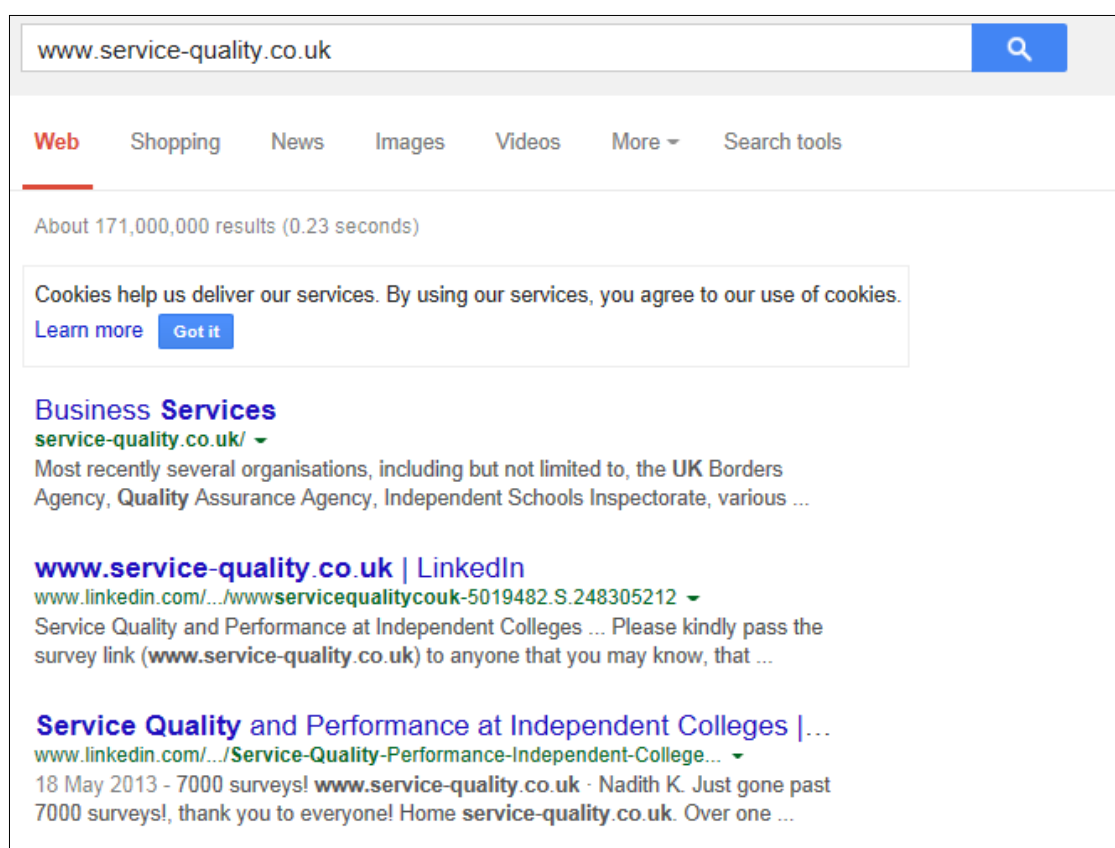 www.service-quality.co.uk
Web Shopping News Images Videos More Search tools
About 171,000,000 results (0.23 seconds)
Cookies help us deliver our services. By using our services, you agree to our use of cookies.
Learn more Got it
Business Services
service-quality.co.uk/
Most recently several organisations, including but not limited to, the UK Borders
Agency, Quality Assurance Agency, Independent Schools Inspectorate, various ...
www.service-quality.co.uk | LinkedIn
www.linkedin.com/.../wwwservicequalitycouk-5019482.S.248305212
Service Quality and Performance at Independent Colleges ... Please kindly pass the
survey link (www.service-quality.co.uk) to anyone that you may know, that ...
Service Quality and Performance at Independent Colleges |...
www.linkedin.com/.../Service-Quality-Performance-Independent-College...
18 May 2013 - 7000 surveys! www.service-quality.co.uk · Nadith K. Just gone past
7000 surveys!, thank you to everyone! Home service-quality.co.uk. Over one ...